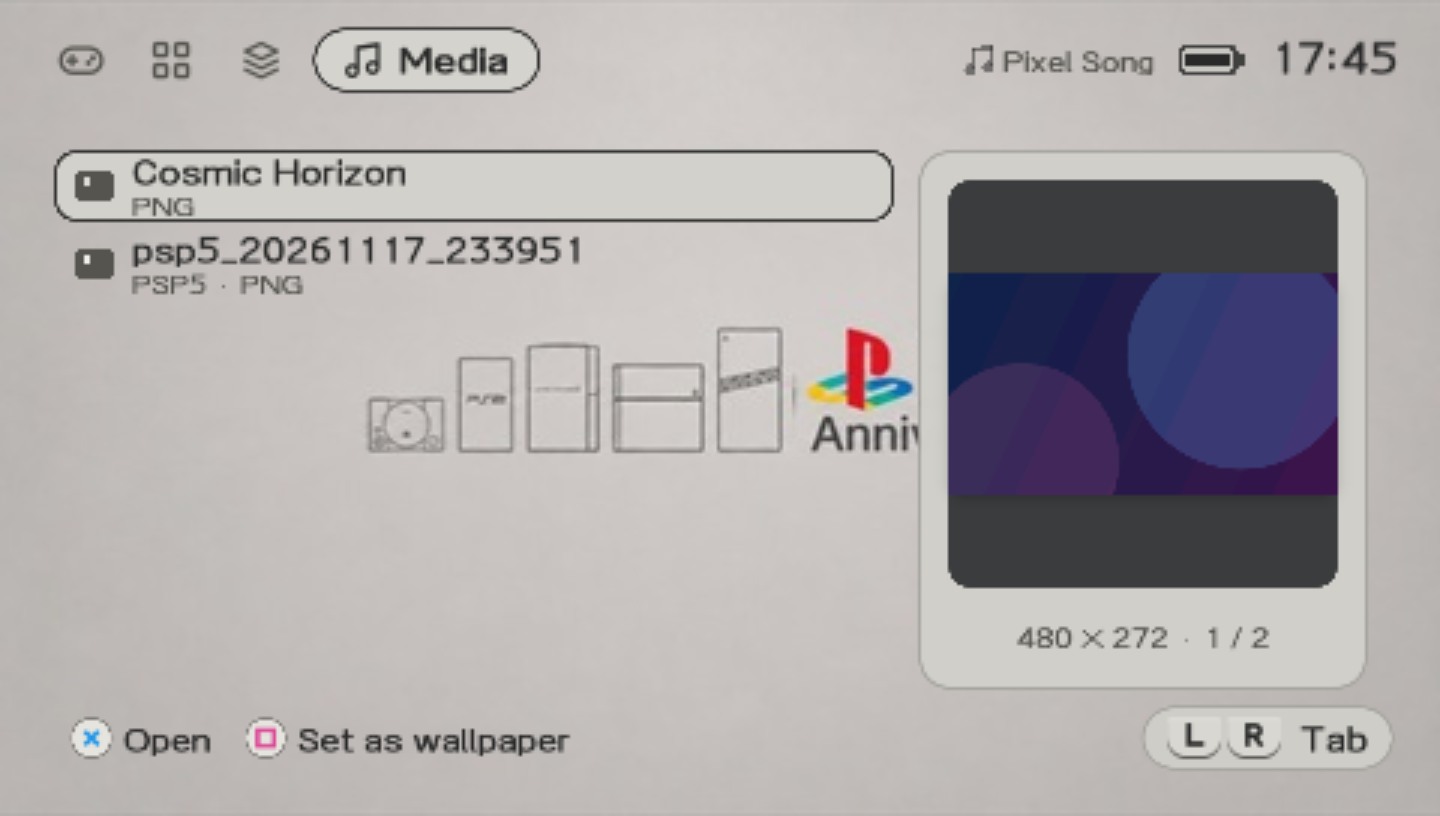 Media
Pixel Song
17:45
Cosmic Horizon
PNG
psp5_20261117_233951
PSP5 · PNG
PS2
Anniv
480 × 272 · 1 / 2
Open
Set as wallpaper
L R Tab